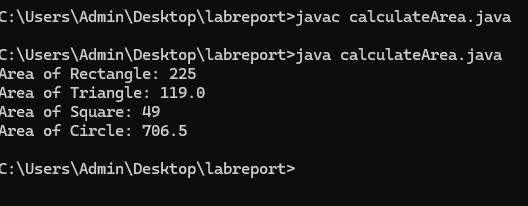 C:\Users\Admin\Desktop\labreport>javac calculateArea.java
C:\Users\Admin\Desktop\labreport>java calculateArea.java
Area of Rectangle: 225
Area of Triangle: 119.0
Area of Square: 49
Area of Circle: 706.5
C:\Users\Admin\Desktop\labreport>